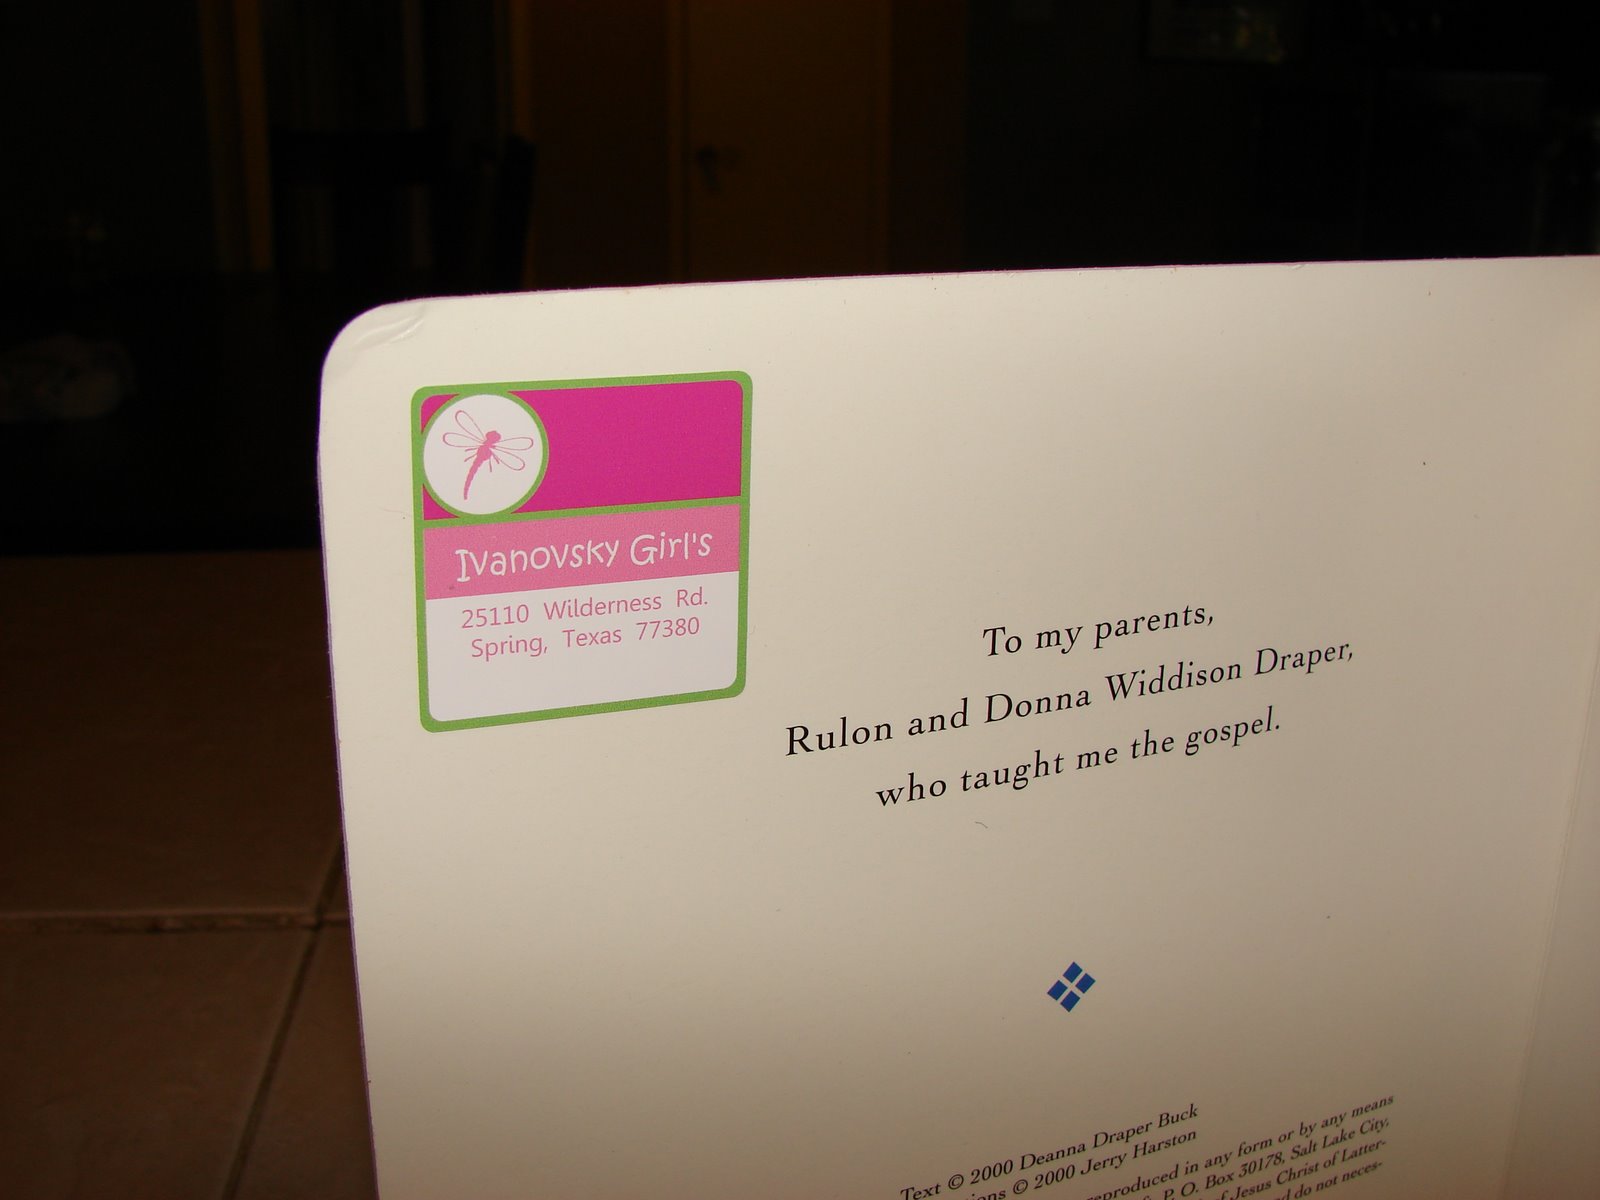 Ivanovsky Girl's
25110 Wilderness Rd.
Spring, Texas 77380
To my parents,
Rulon and Donna Widdison Draper,
who taught me the gospel.
Text © 2000 Deanna Draper Buck
© 2000 Jerry Harston
reproduced in any form or by any means
P. O. Box 30178, Salt Lake City,
of Jesus Christ of Latter-
and do not neces-